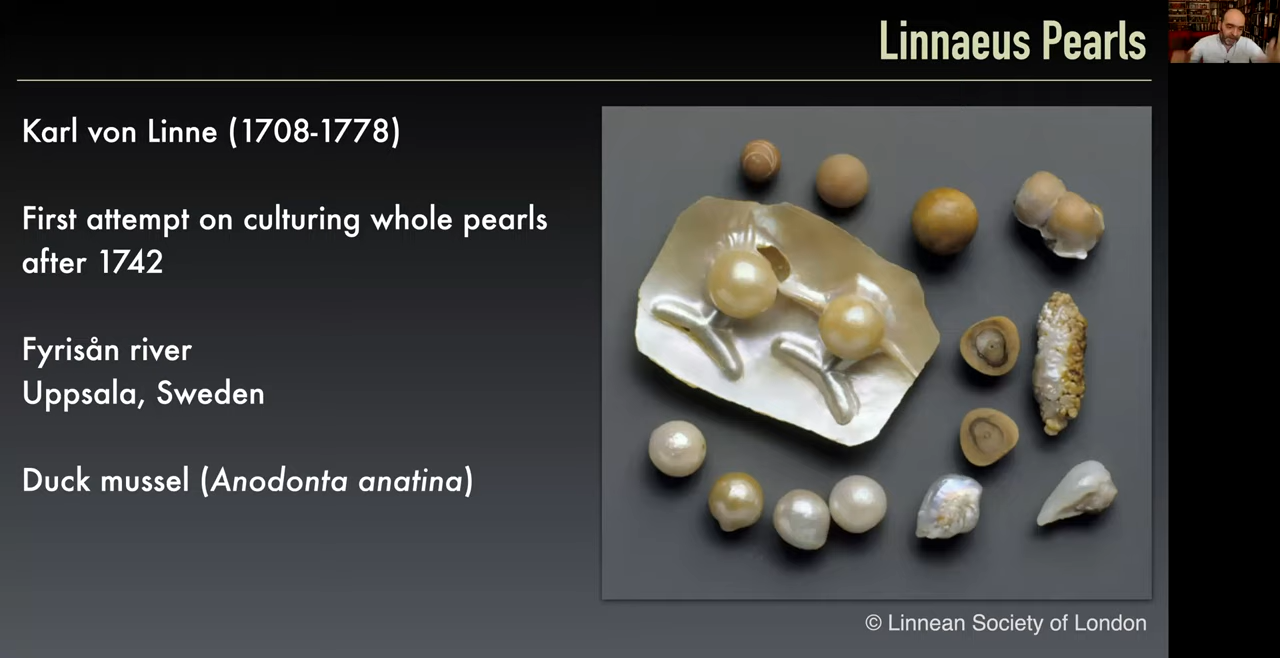 Linnaeus Pearls
Karl von Linne (1708-1778)
First attempt on culturing whole pearls
after 1742
Fyrisån river
Uppsala, Sweden
Duck mussel (Anodonta anatina)
© Linnean Society of London